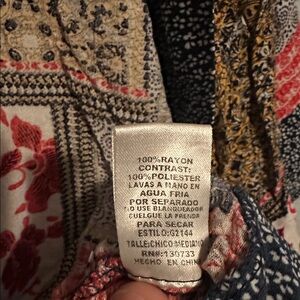 100%RAYON
CONTRAST:
100%POLIESTER
LAVAS A MANO EN
AGUA FRIA
POR SEPARADO
NO USE BLANQUEADOR
CUELGUE LA PRENDA
PARA SECAR
ESTILO:G2144
TALLE:CHICO MEDIANO
RN#:130733
HECHO EN CHINA